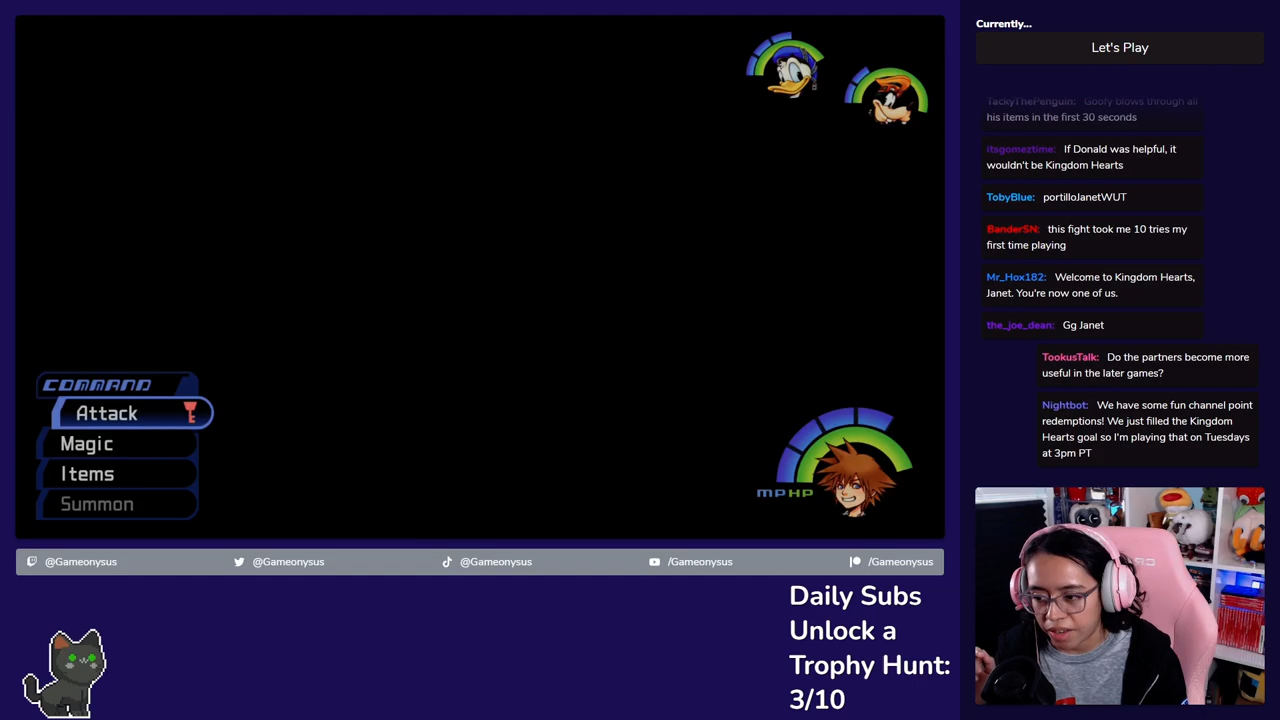 COMMAND
Attack
Magic
Items
Summon
MP HP
@Gameonysus
@Gameonysus
@Gameonysus
/Gameonysus
/Gameonysus
Daily Subs
Unlock a
Trophy Hunt:
3/10
Currently...
Let's Play
TackyThePenguin: Goofy blows through all
his items in the first 30 seconds
itsgomeztime: If Donald was helpful, it
wouldn't be Kingdom Hearts
TobyBlue: portilloJanetWUT
BanderSN: this fight took me 10 tries my
first time playing
Mr_Hox182: Welcome to Kingdom Hearts,
Janet. You're now one of us.
the_joe_dean: Gg Janet
TookusTalk: Do the partners become more
useful in the later games?
Nightbot: We have some fun channel point
redemptions! We just filled the Kingdom
Hearts goal so I'm playing that on Tuesdays
at 3pm PT